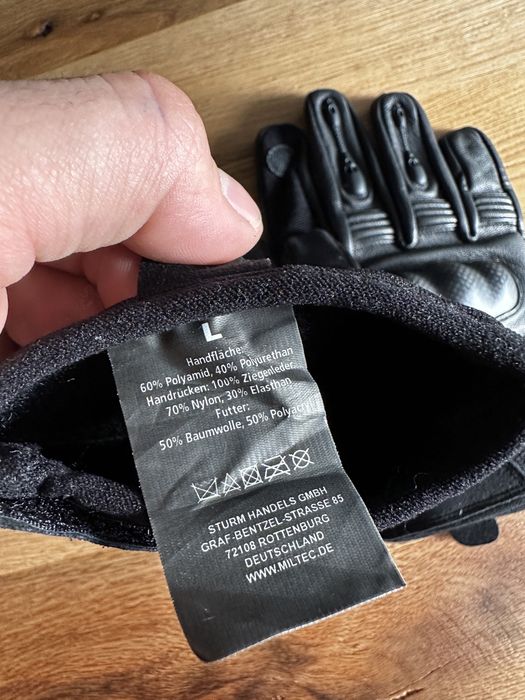 L
Handfläche:
60% Polyamid, 40% Polyurethan
Handrücken: 100% Ziegenleder
70% Nylon, 30% Elasthan
Futter:
50% Baumwolle, 50%
STURM HANDELS GMBH
GRAF-BENTZEL-STRASSE 85
72108 ROTTENBURG
DEUTSCHLAND
WWW.MILTEC.DE